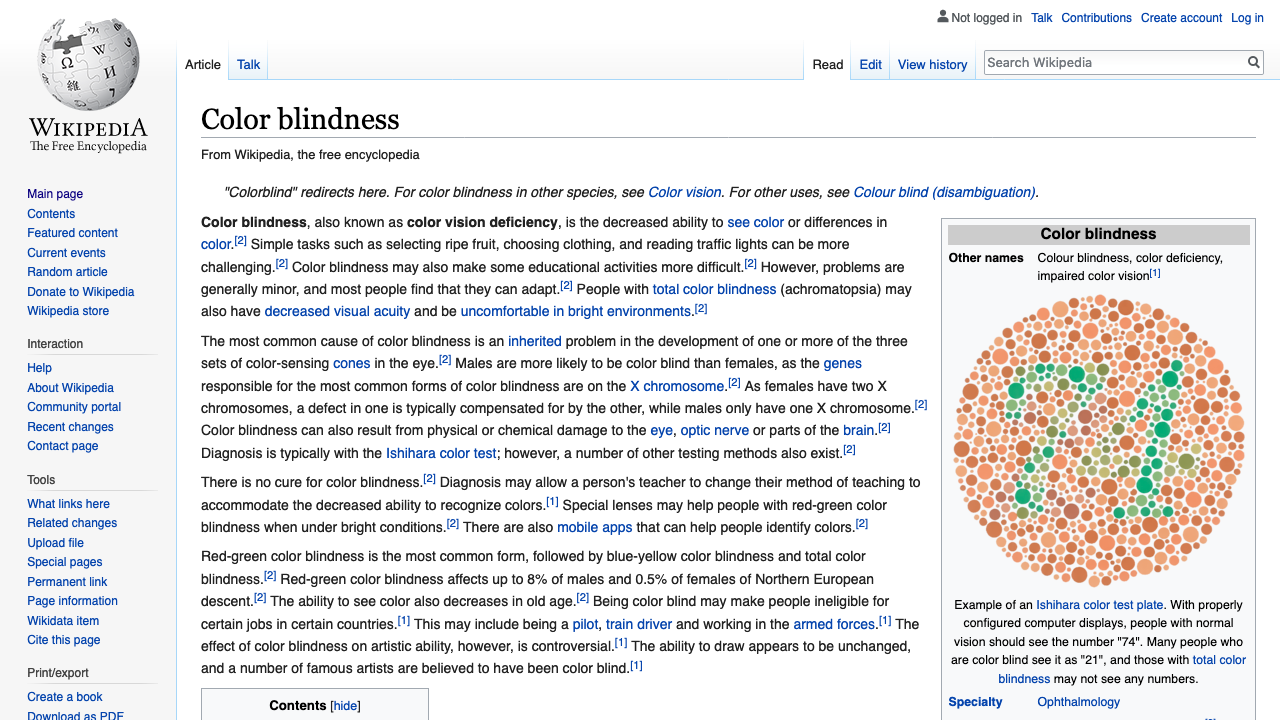 WIKIPEDIA
The Free Encyclopedia
Main page
Contents
Featured content
Current events
Random article
Donate to Wikipedia
Wikipedia store
Interaction
Help
About Wikipedia
Community portal
Recent changes
Contact page
Tools
What links here
Related changes
Upload file
Special pages
Permanent link
Page information
Wikidata item
Cite this page
Print/export
Create a book
Download as PDF
Not logged in Talk Contributions Create account Log in
Article Talk
Read Edit View history Search Wikipedia
Color blindness
From Wikipedia, the free encyclopedia
"Colorblind" redirects here. For color blindness in other species, see Color vision. For other uses, see Colour blind (disambiguation).
Color blindness, also known as color vision deficiency, is the decreased ability to see color or differences in
color.[2] Simple tasks such as selecting ripe fruit, choosing clothing, and reading traffic lights can be more
challenging.[2] Color blindness may also make some educational activities more difficult.[2] However, problems are
generally minor, and most people find that they can adapt.[2] People with total color blindness (achromatopsia) may
also have decreased visual acuity and be uncomfortable in bright environments.[2]
The most common cause of color blindness is an inherited problem in the development of one or more of the three
sets of color-sensing cones in the eye.[2] Males are more likely to be color blind than females, as the genes
responsible for the most common forms of color blindness are on the X chromosome.[2] As females have two X
chromosomes, a defect in one is typically compensated for by the other, while males only have one X chromosome.[2]
Color blindness can also result from physical or chemical damage to the eye, optic nerve or parts of the brain.[2]
Diagnosis is typically with the Ishihara color test; however, a number of other testing methods also exist.[2]
There is no cure for color blindness.[2] Diagnosis may allow a person's teacher to change their method of teaching to
accommodate the decreased ability to recognize colors.[1] Special lenses may help people with red-green color
blindness when under bright conditions.[2] There are also mobile apps that can help people identify colors.[2]
Red-green color blindness is the most common form, followed by blue-yellow color blindness and total color
blindness.[2] Red-green color blindness affects up to 8% of males and 0.5% of females of Northern European
descent.[2] The ability to see color also decreases in old age.[2] Being color blind may make people ineligible for
certain jobs in certain countries.[1] This may include being a pilot, train driver and working in the armed forces.[1] The
effect of color blindness on artistic ability, however, is controversial.[1] The ability to draw appears to be unchanged,
and a number of famous artists are believed to have been color blind.[1]
Contents [hide]
Color blindness
Other names Colour blindness, color deficiency,
impaired color vision[1]
74
Example of an Ishihara color test plate. With properly
configured computer displays, people with normal
vision should see the number "74". Many people who
are color blind see it as "21", and those with total color
blindness may not see any numbers.
Specialty Ophthalmology